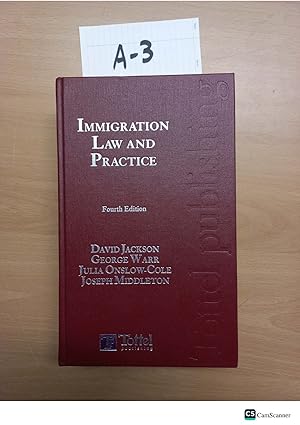 A-3
IMMIGRATION
LAW AND
PRACTICE
Fourth Edition
DAVID JACKSON
GEORGE WARR
JULIA ONSLOW-COLE
JOSEPH MIDDLETON
Tottel
publishing
Tottel publishing
CS CamScanner